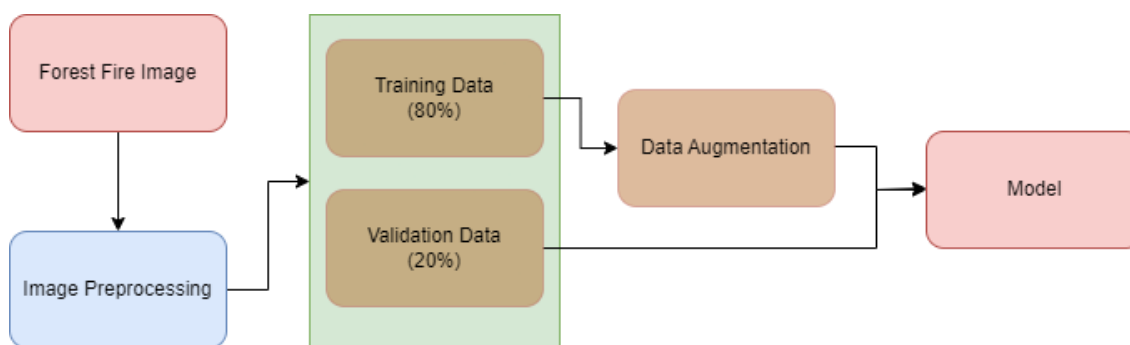 Forest Fire Image
Image Preprocessing
Training Data
(80%)
Validation Data
(20%)
Data Augmentation
Model